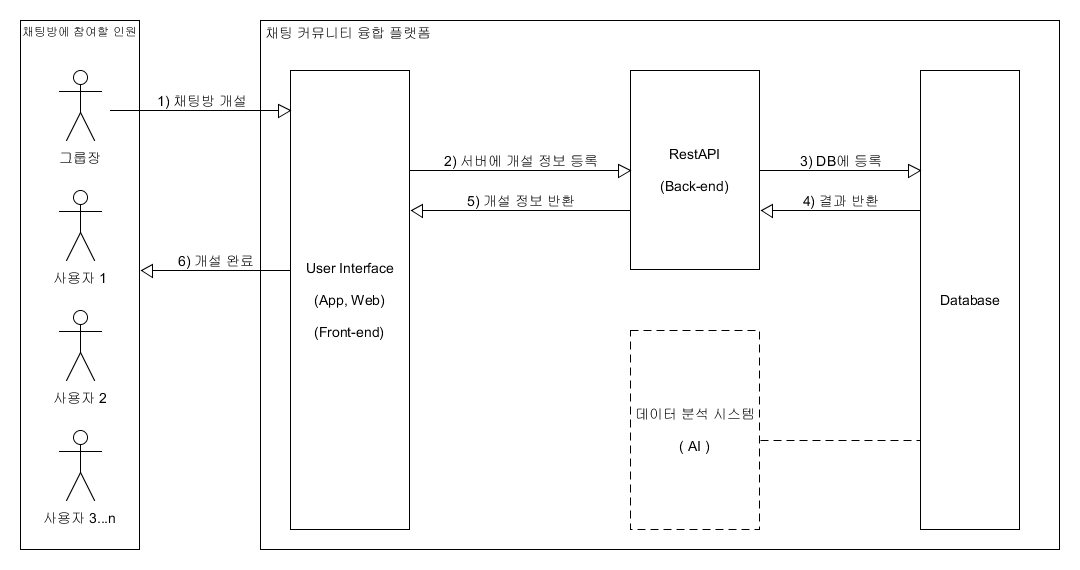 채팅방에 참여할 인원
채팅 커뮤니티 융합 플랫폼
그룹장
사용자 1
사용자 2
사용자 3...n
1) 채팅방 개설
2) 서버에 개설 정보 등록
3) DB에 등록
4) 결과 반환
5) 개설 정보 반환
6) 개설 완료
User Interface
(App, Web)
(Front-end)
RestAPI
(Back-end)
데이터 분석 시스템
( AI )
Database